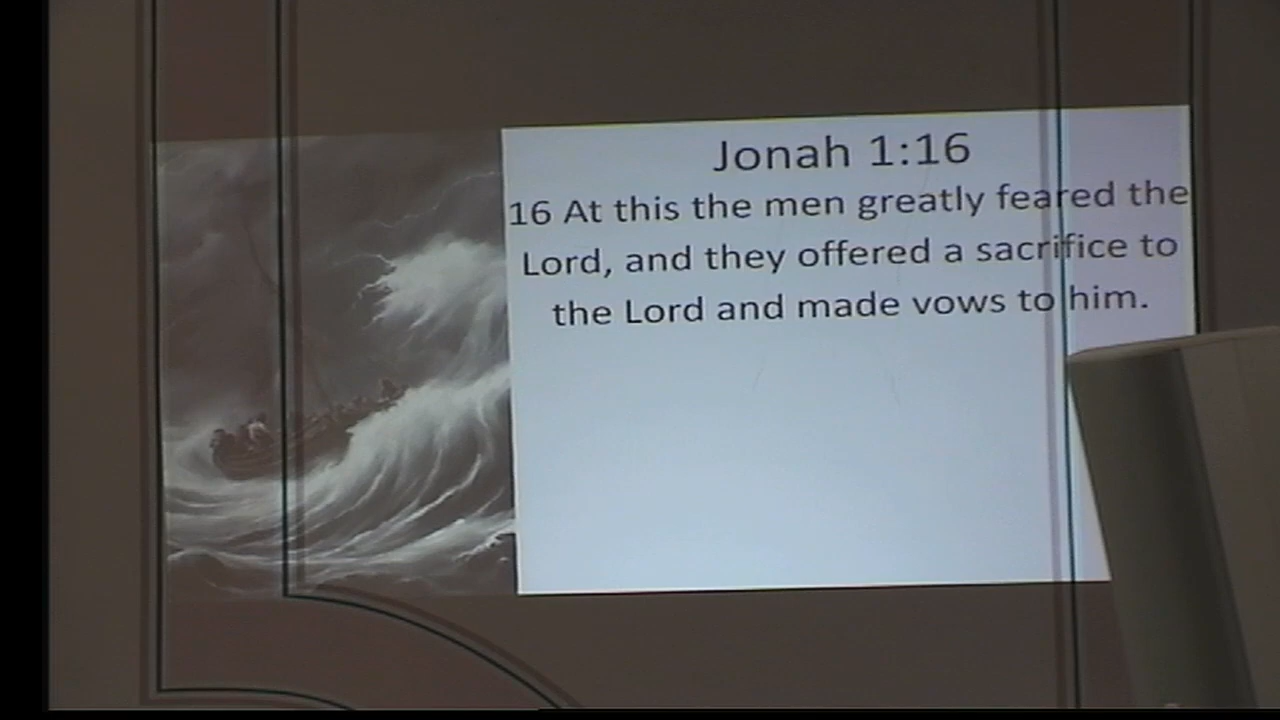 Jonah 1:16
16 At this the men greatly feared the
Lord, and they offered a sacrifice to
the Lord and made vows to him.